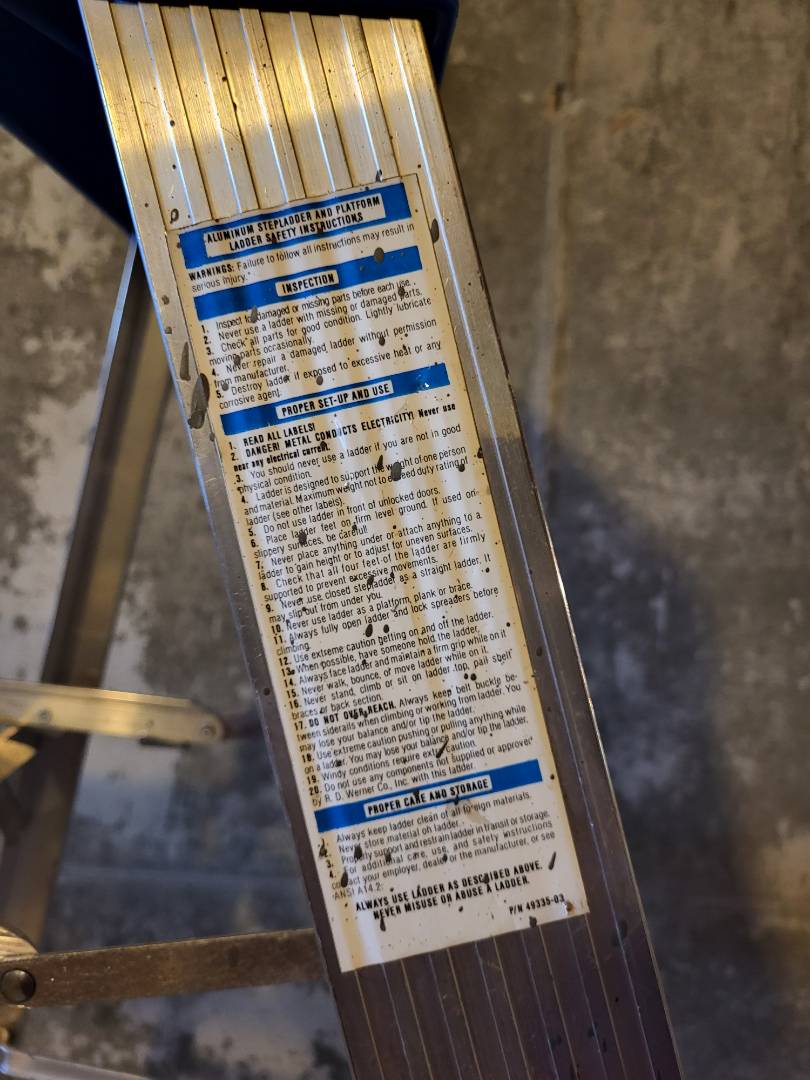 ALUMINUM STEPLADDER AND PLATFORM
LADDER SAFETY INSTRUCTIONS
WARNINGS: Failure to follow all instructions may result in
serious injury.
INSPECTION
1. Inspect for damaged or missing parts before each use.
2. Never use a ladder with missing or damaged parts.
3. Check all parts for good condition. Lightly lubricate
moving parts occasionally.
4. Never repair a damaged ladder without permission
from manufacturer.
5. Destroy ladder if exposed to excessive heat or any
corrosive agent.
PROPER SET-UP AND USE
1. READ ALL LABELS!
2. DANGER! METAL CONDUCTS ELECTRICITY! Never use
near any electrical current.
3. You should never use a ladder if you are not in good
physical condition.
4. Ladder is designed to support the weight of one person
and material. Maximum weight not to exceed duty rating of
ladder (see other labels).
5. Do not use ladder in front of unlocked doors.
6. Place ladder feet on firm level ground. If used on
slippery surfaces, be careful!
7. Never place anything under or attach anything to a
ladder to gain height or to adjust for uneven surfaces.
8. Check that all four feet of the ladder are firmly
supported to prevent excessive movements.
9. Never use closed stepladder as a straight ladder. It
may slip out from under you.
10. Never use ladder as a platform, plank or brace.
11. Always fully open ladder and lock spreaders before
climbing.
12. Use extreme caution getting on and off the ladder.
13. When possible, have someone hold the ladder.
14. Always face ladder and maintain a firm grip while on it
15. Never walk, bounce, or move ladder while on it.
16. Never stand, climb or sit on ladder top, pail shelf
braces or back section.
17. DO NOT OVER REACH. Always keep belt buckle be-
tween siderails when climbing or working from ladder. You
may lose your balance and/or tip the ladder.
18. Use extreme caution pushing or pulling anything while
on a ladder. You may lose your balance and/or tip the ladder.
19. Windy conditions require extra caution.
20. Do not use any components not supplied or approved
by R. D. Werner Co., Inc. with this ladder.
PROPER CARE AND STORAGE
1. Always keep ladder clean of all foreign materials.
2. Never store material on ladder.
3. Properly support and restrain ladder in transit or storage.
4. For additional care, use, and safety instructions
contact your employer, dealer or the manufacturer, or see
ANSI A14.2.
ALWAYS USE LADDER AS DESCRIBED ABOVE.
NEVER MISUSE OR ABUSE A LADDER.
P/N 49335-03